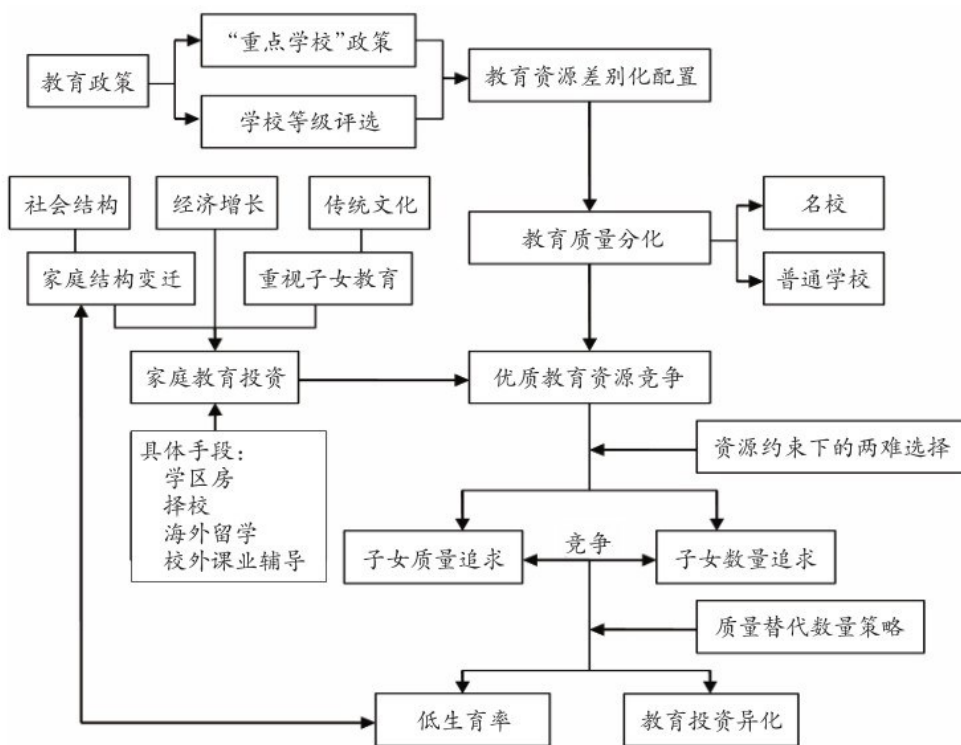 “重点学校”政策
教育政策
教育资源差别化配置
学校等级评选
社会结构
经济增长
传统文化
名校
教育质量分化
家庭结构变迁
重视子女教育
普通学校
家庭教育投资
优质教育资源竞争
具体手段：
学区房
择校
海外留学
校外课业辅导
资源约束下的两难选择
子女质量追求
竞争
子女数量追求
质量替代数量策略
低生育率
教育投资异化